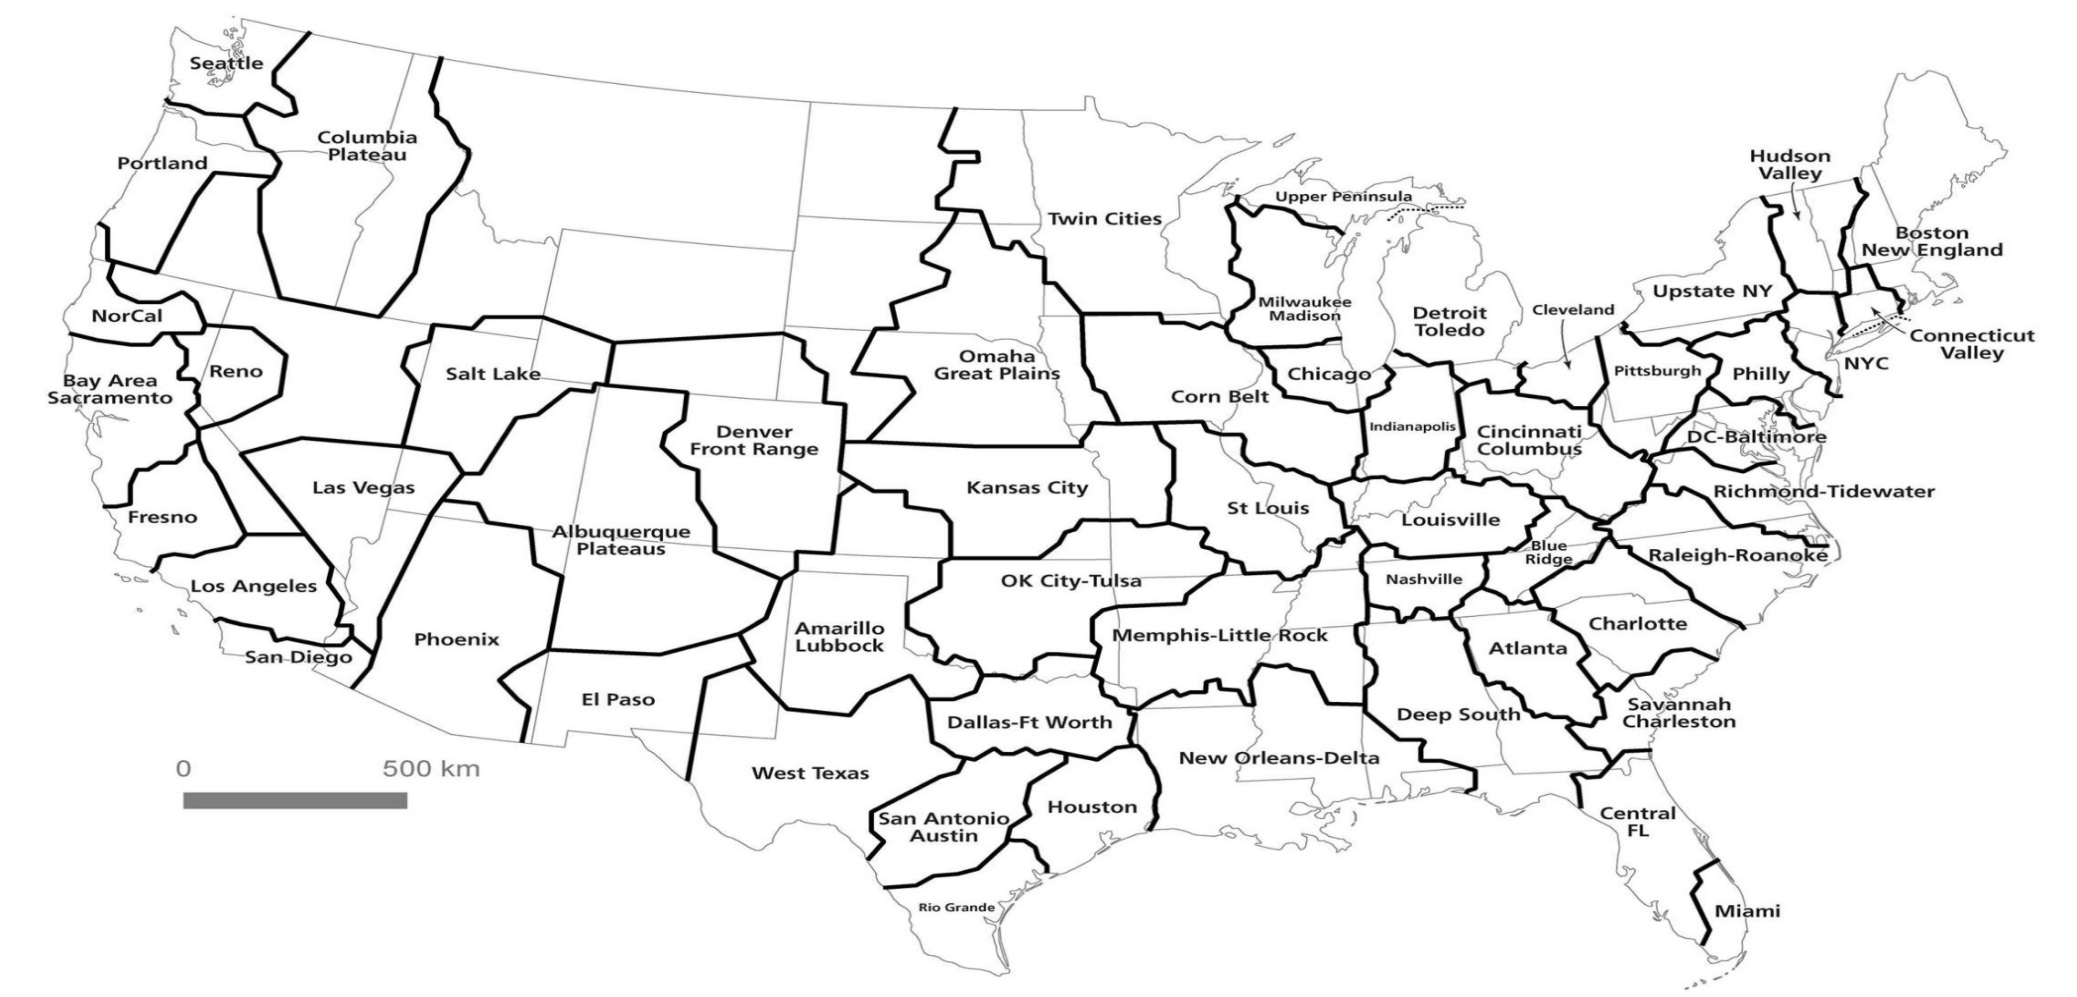 Seattle
Columbia
Plateau
Portland
Hudson
Valley
Upper Peninsula
Twin Cities
Boston
New England
NorCal
Milwaukee
Madison
Detroit
Toledo
Cleveland
Upstate NY
Connecticut
Valley
Bay Area
Sacramento
Reno
Salt Lake
Omaha
Great Plains
Corn Belt
Chicago
Pittsburgh
Philly
NYC
Denver
Front Range
Indianapolis
Cincinnati
Columbus
DC-Baltimore
Las Vegas
Kansas City
St Louis
Richmond-Tidewater
Fresno
Albuquerque
Plateaus
Louisville
Blue
Ridge
Raleigh-Roanoke
Los Angeles
OK City-Tulsa
Nashville
Phoenix
Amarillo
Lubbock
Memphis-Little Rock
Charlotte
Atlanta
San Diego
El Paso
Dallas-Ft Worth
Deep South
Savannah
Charleston
0
500 km
West Texas
New Orleans-Delta
San Antonio
Austin
Houston
Central
FL
Rio Grande
Miami